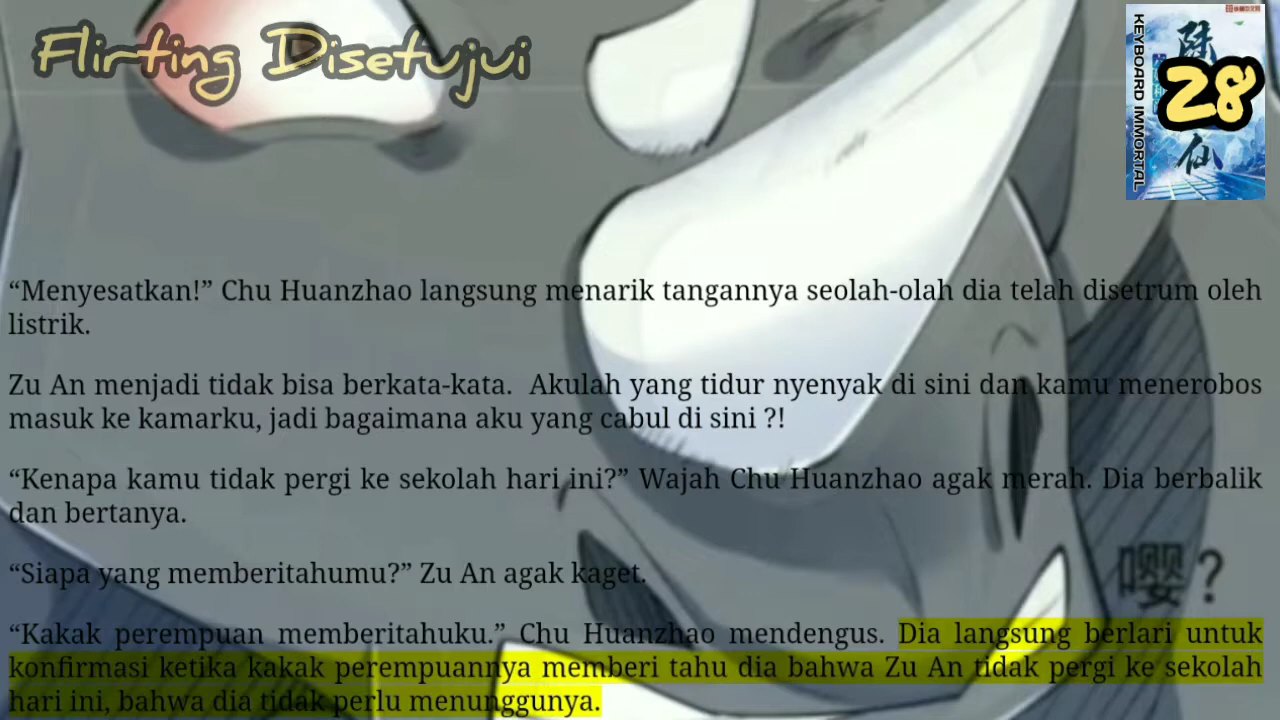 Flirting Disetujui
KEYBOARD IMMORTAL
陆
仙
28
“Menyesatkan!” Chu Huanzhao langsung menarik tangannya seolah-olah dia telah disetrum oleh
listrik.
Zu An menjadi tidak bisa berkata-kata.  Akulah yang tidur nyenyak di sini dan kamu menerobos
masuk ke kamarku, jadi bagaimana aku yang cabul di sini ?!
“Kenapa kamu tidak pergi ke sekolah hari ini?” Wajah Chu Huanzhao agak merah. Dia berbalik
dan bertanya.
“Siapa yang memberitahumu?” Zu An agak kaget.
嘤?
“Kakak perempuan memberitahuku.” Chu Huanzhao mendengus. Dia langsung berlari untuk
konfirmasi ketika kakak perempuannya memberi tahu dia bahwa Zu An tidak pergi ke sekolah
hari ini, bahwa dia tidak perlu menunggunya.